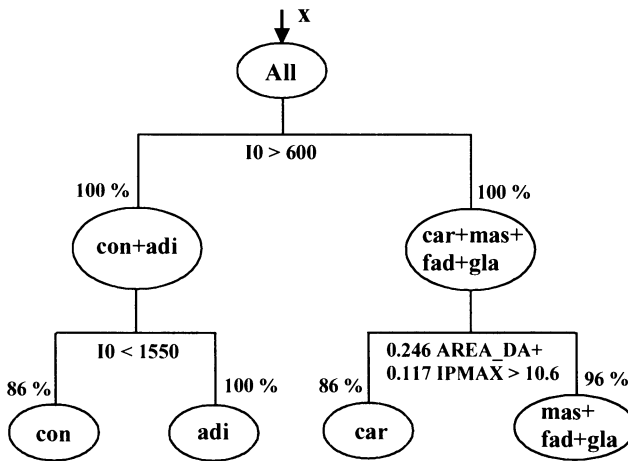 x
All
I0 > 600
100 %
100 %
con+adi
car+mas+
fad+gla
I0 < 1550
0.246 AREA_DA+
0.117 IPMAX > 10.6
86 %
100 %
86 %
96 %
con
adi
car
mas+
fad+gla